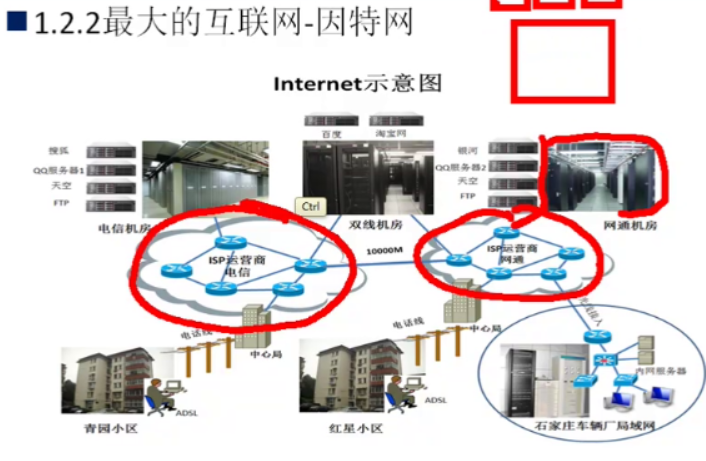 1.2.2最大的互联网-因特网
Internet示意图
百度
淘宝网
搜狐
QQ服务器1
天空
FTP
银河
QQ服务器2
天空
FTP
Ctrl
电信机房
双线机房
网通机房
ISP运营商
电信
10000M
ISP运营商
网通
光纤接入
电话线
中心局
电话线
中心局
内网服务器
ADSL
ADSL
青园小区
红星小区
石家庄车辆厂局域网